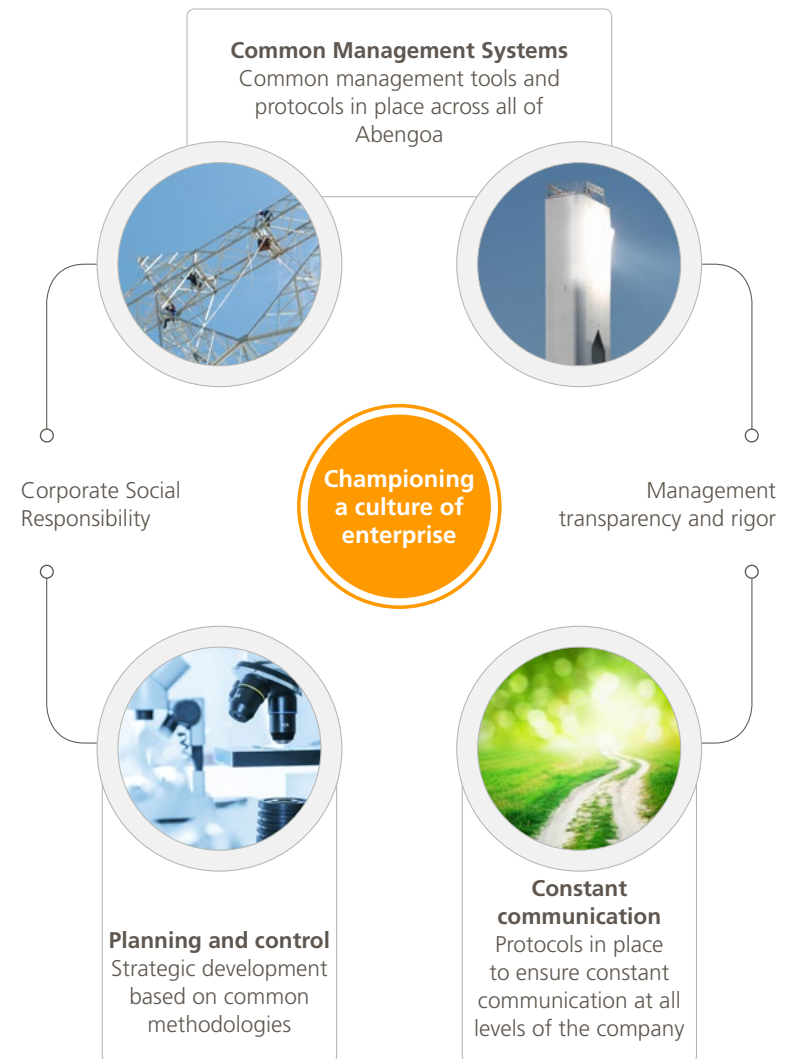 Common Management Systems
Common management tools and
protocols in place across all of
Abengoa
Corporate Social
Responsibility
Championing
a culture of
enterprise
Management
transparency and rigor
Planning and control
Strategic development
based on common
methodologies
Constant
communication
Protocols in place
to ensure constant
communication at all
levels of the company